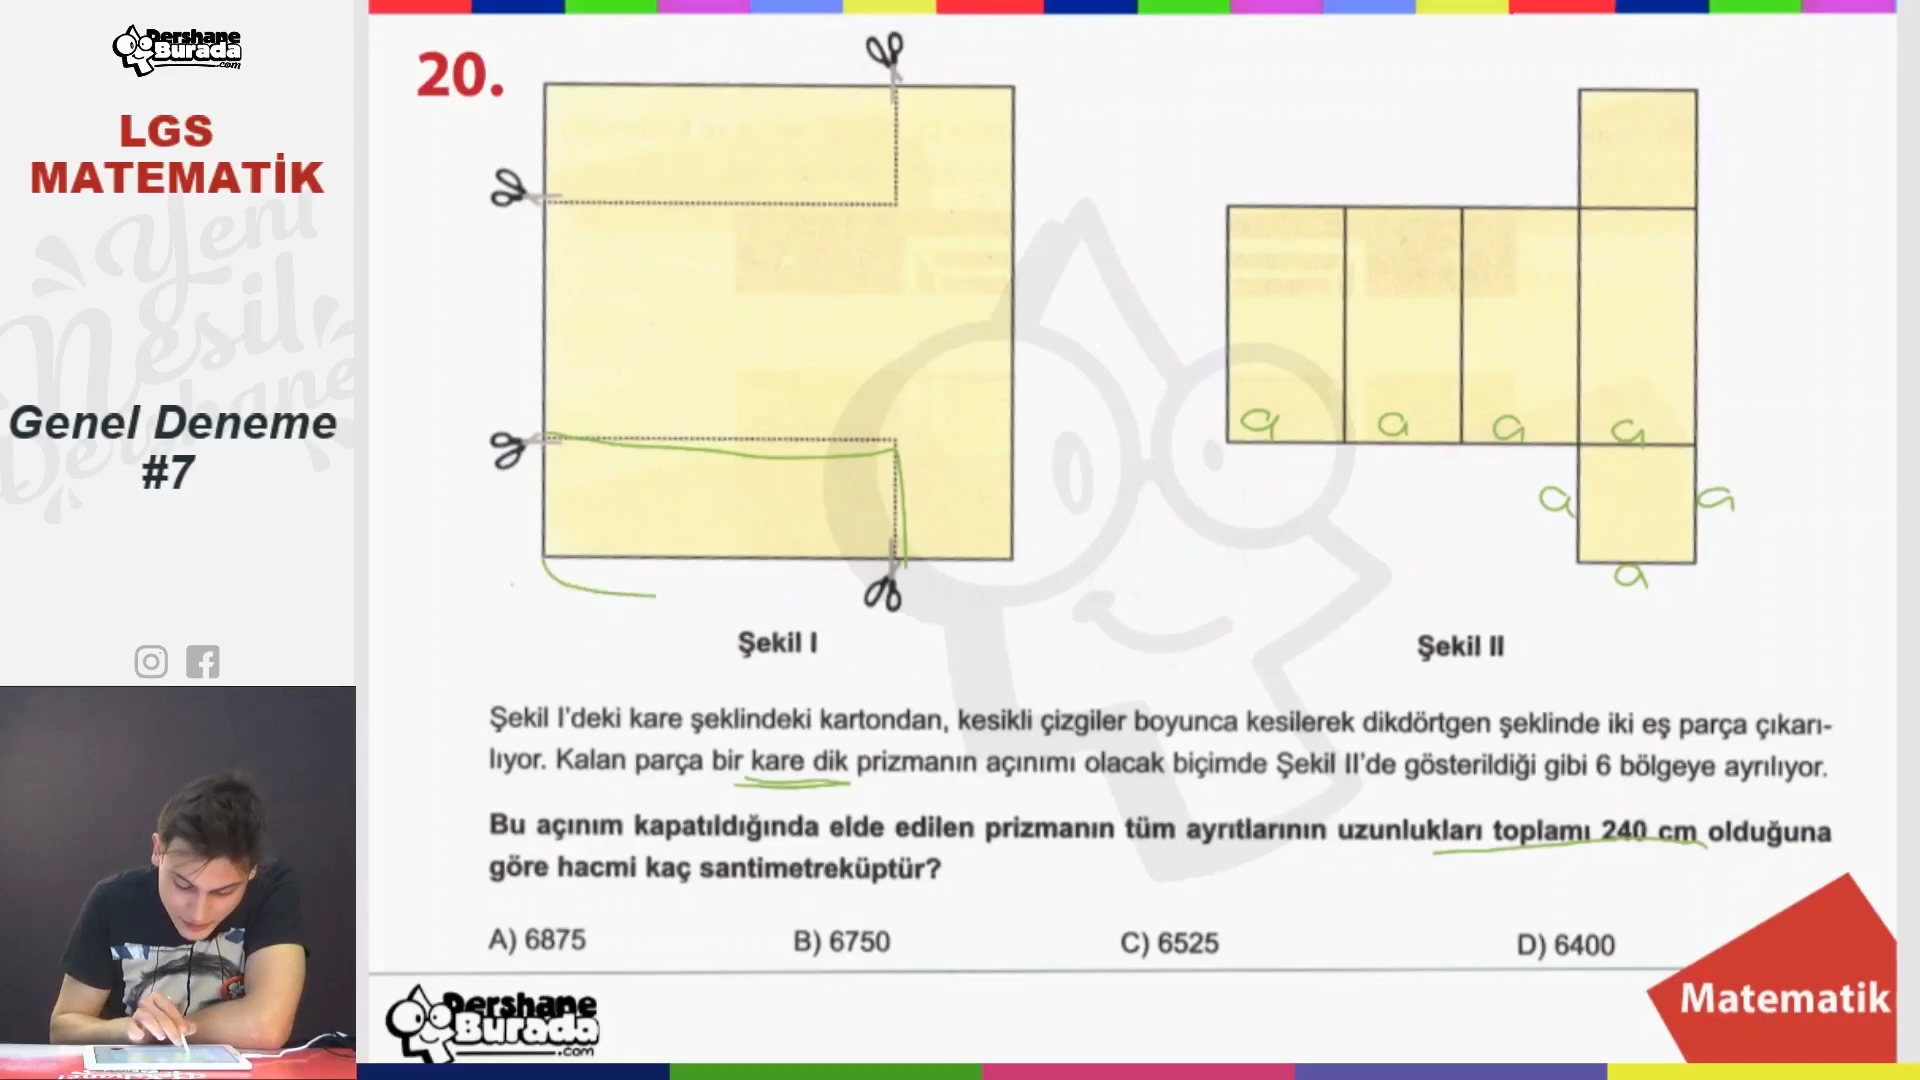 Dershane
Burada
.com
LGS
MATEMATİK
Yeni
Nesil
Dershane
Genel Deneme
#7
20.
a
a
a
a
a
a
a
Şekil I
Şekil II
Şekil I'deki kare şeklindeki kartondan, kesikli çizgiler boyunca kesilerek dikdörtgen şeklinde iki eş parça çıkarı-
lıyor. Kalan parça bir kare dik prizmanın açınımı olacak biçimde Şekil II'de gösterildiği gibi 6 bölgeye ayrılıyor.
Bu açınım kapatıldığında elde edilen prizmanın tüm ayrıtlarının uzunlukları toplamı 240 cm olduğuna
göre hacmi kaç santimetreküptür?
A) 6875
B) 6750
C) 6525
D) 6400
Matematik
Dershane
Burada
.com